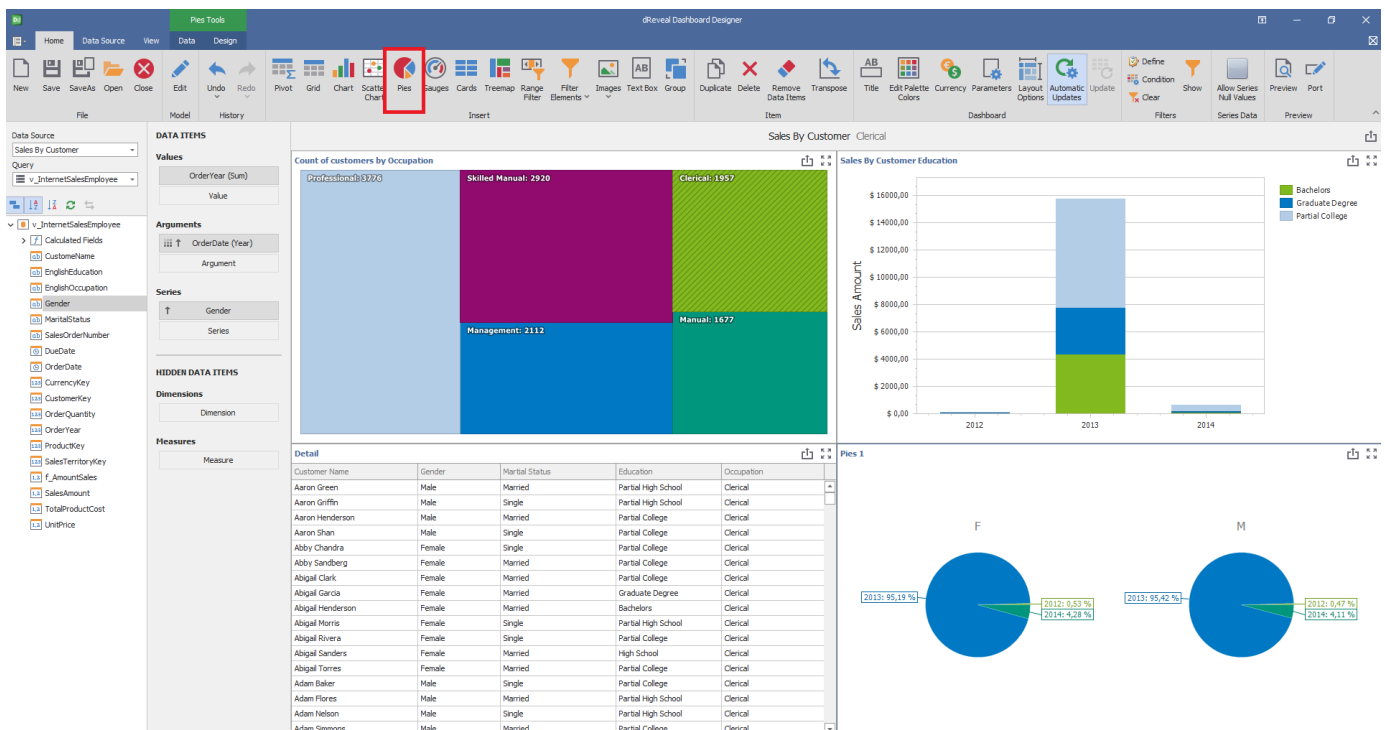 Di
Pies Tools
dReveal Dashboard Designer
Home Data Source View Data Design
New Save SaveAs Open Close
Edit
Undo Redo
Pivot Grid Chart Scatter Chart Pies Gauges Cards Treemap Range Filter Filter Elements Images Text Box Group
Duplicate Delete Remove Data Items Transpose
Title Edit Palette Colors Currency Parameters Layout Options Automatic Updates Update
Define
Condition
Clear
Show
Allow Series Null Values
Preview Port
File Model History Insert Item Dashboard Filters Series Data Preview
Data Source
Sales By Customer
Query
v_InternetSalesEmployee
v_InternetSalesEmployee
Calculated Fields
CustomeName
EnglishEducation
EnglishOccupation
Gender
MaritalStatus
SalesOrderNumber
DueDate
OrderDate
CurrencyKey
CustomerKey
OrderQuantity
OrderYear
ProductKey
SalesTerritoryKey
f_AmountSales
SalesAmount
TotalProductCost
UnitPrice
DATA ITEMS
Values
OrderYear (Sum)
Value
Arguments
OrderDate (Year)
Argument
Series
Gender
Series
HIDDEN DATA ITEMS
Dimensions
Dimension
Measures
Measure
Sales By Customer Clerical
Count of customers by Occupation
Professional: 3776
Skilled Manual: 2920
Clerical: 1957
Management: 2112
Manual: 1677
Sales By Customer Education
Sales Amount
$ 16000,00
$ 14000,00
$ 12000,00
$ 10000,00
$ 8000,00
$ 6000,00
$ 4000,00
$ 2000,00
$ 0,00
2012 2013 2014
Bachelors
Graduate Degree
Partial College
Detail
Customer Name Gender Martial Status Education Occupation
Aaron Green Male Married Partial High School Clerical
Aaron Griffin Male Single Partial High School Clerical
Aaron Henderson Male Married Partial College Clerical
Aaron Shan Male Single Partial College Clerical
Abby Chandra Female Single Partial College Clerical
Abby Sandberg Female Married Partial College Clerical
Abigail Clark Female Married Partial College Clerical
Abigail Garcia Female Married Graduate Degree Clerical
Abigail Henderson Female Married Bachelors Clerical
Abigail Morris Female Single Partial High School Clerical
Abigail Rivera Female Single Partial College Clerical
Abigail Sanders Female Married High School Clerical
Abigail Torres Female Married Partial College Clerical
Adam Baker Male Single Partial College Clerical
Adam Flores Male Married Partial High School Clerical
Adam Nelson Male Single Partial High School Clerical
Adam Simmons Male Married Partial College Clerical
Pies 1
F
2013: 95,19 %
2012: 0,53 %
2014: 4,28 %
M
2013: 95,42 %
2012: 0,47 %
2014: 4,11 %